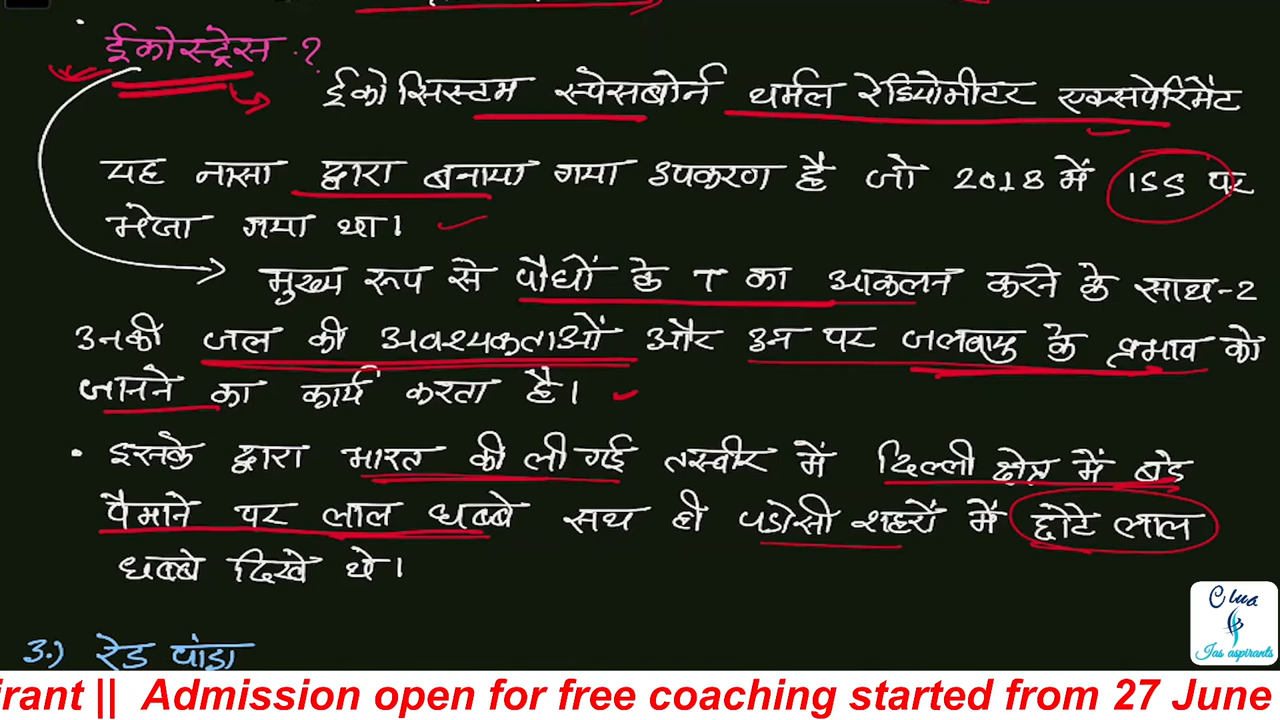 ईकोस्ट्रेस ?
ईकोसिस्टम स्पेसबोर्न थर्मल रेडियोमीटर एक्सपेरिमेंट
यह नासा द्वारा बनाया गया उपकरण है जो 2018 में ISS पर
भेजा गया था।
मुख्य रूप से पौधों के T का आकलन करने के साथ-2
उनकी जल की अवश्यकताओं और उन पर जलवायु के प्रभाव को
जानने का कार्य करता है।
• इसके द्वारा भारत की ली गई तस्वीर में दिल्ली क्षेत्र में बडे
पैमाने पर लाल धब्बे सथ ही पडोसी शहरों में छोटे लाल
धब्बे दिखे थे।
3.) रेड पांडा
Clua
Ias aspirants
irant || Admission open for free coaching started from 27 June